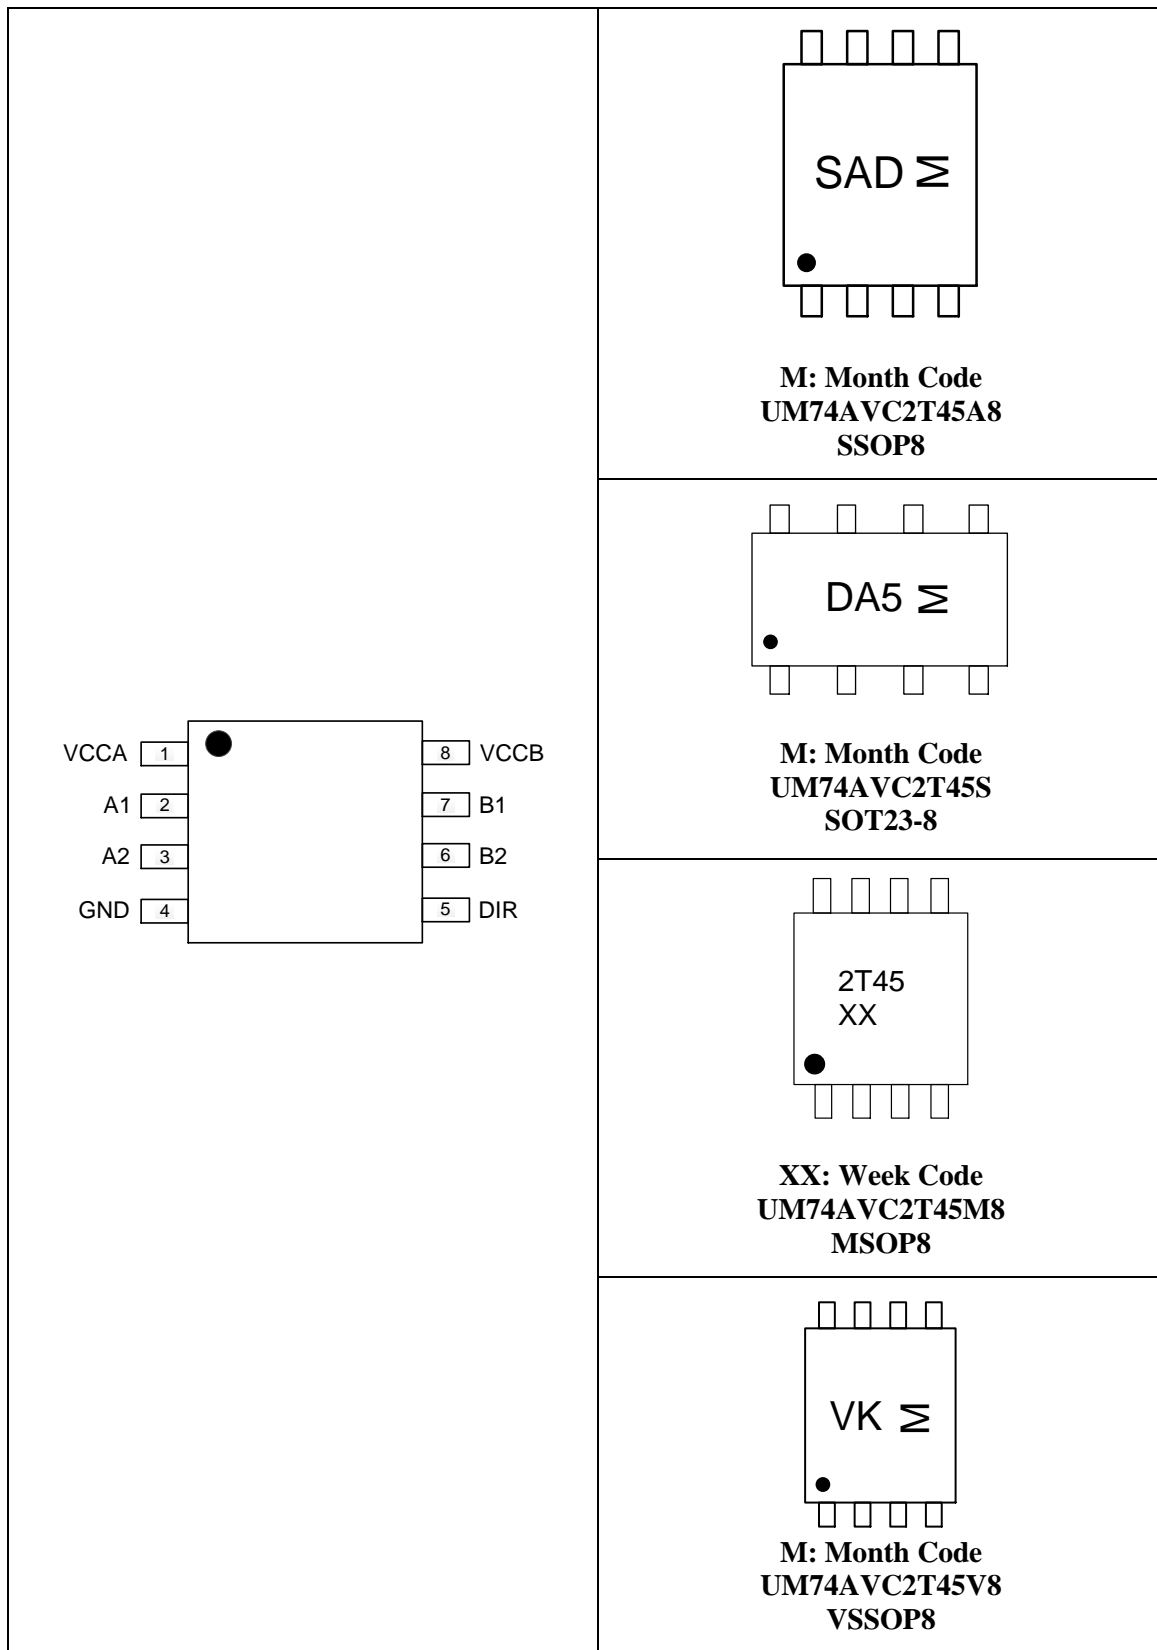 VCCA 1 8 VCCB
A1 2 7 B1
A2 3 6 B2
GND 4 5 DIR
SAD M
M: Month Code
UM74AVC2T45A8
SSOP8
DA5 M
M: Month Code
UM74AVC2T45S
SOT23-8
2T45
XX
XX: Week Code
UM74AVC2T45M8
MSOP8
VK M
M: Month Code
UM74AVC2T45V8
VSSOP8